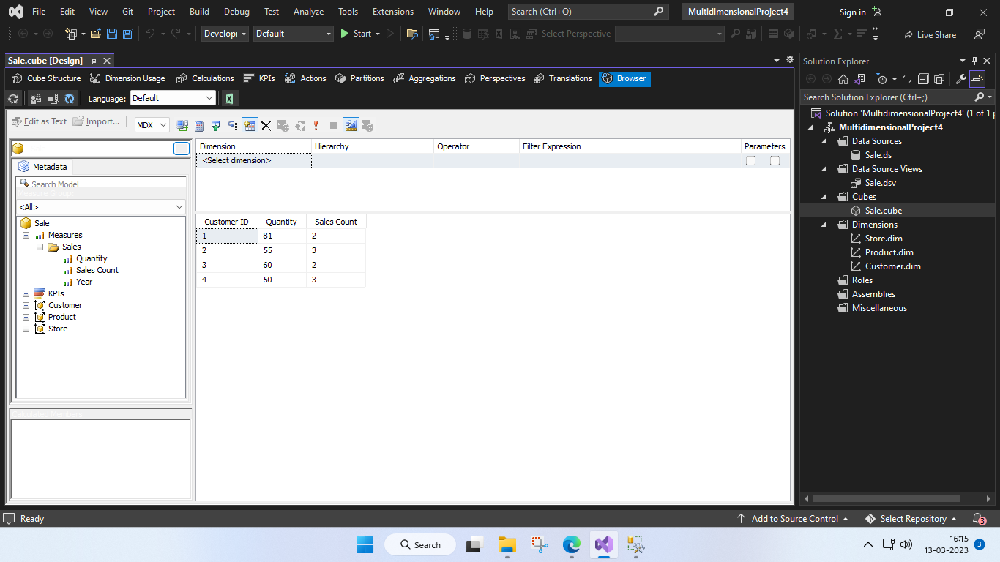 File Edit View Git Project Build Debug Test Analyze Tools Extensions Window Help Search (Ctrl+Q) MultidimensionalProject4 Sign in
Develop Default Start Select Perspective Live Share
Sale.cube [Design]
Cube Structure Dimension Usage Calculations KPIs Actions Partitions Aggregations Perspectives Translations Browser
Language: Default
Edit as Text Import... MDX
Metadata
Search Model
<All>
Sale
Measures
Sales
Quantity
Sales Count
Year
KPIs
Customer
Product
Store
Calculated Members
Dimension Hierarchy Operator Filter Expression Parameters
<Select dimension>
Customer ID Quantity Sales Count
1 81 2
2 55 3
3 60 2
4 50 3
Solution Explorer
Search Solution Explorer (Ctrl+;)
Solution 'MultidimensionalProject4' (1 of 1 p
MultidimensionalProject4
Data Sources
Sale.ds
Data Source Views
Sale.dsv
Cubes
Sale.cube
Dimensions
Store.dim
Product.dim
Customer.dim
Roles
Assemblies
Miscellaneous
Ready Add to Source Control Select Repository 3
Search 16:15
13-03-2023 3